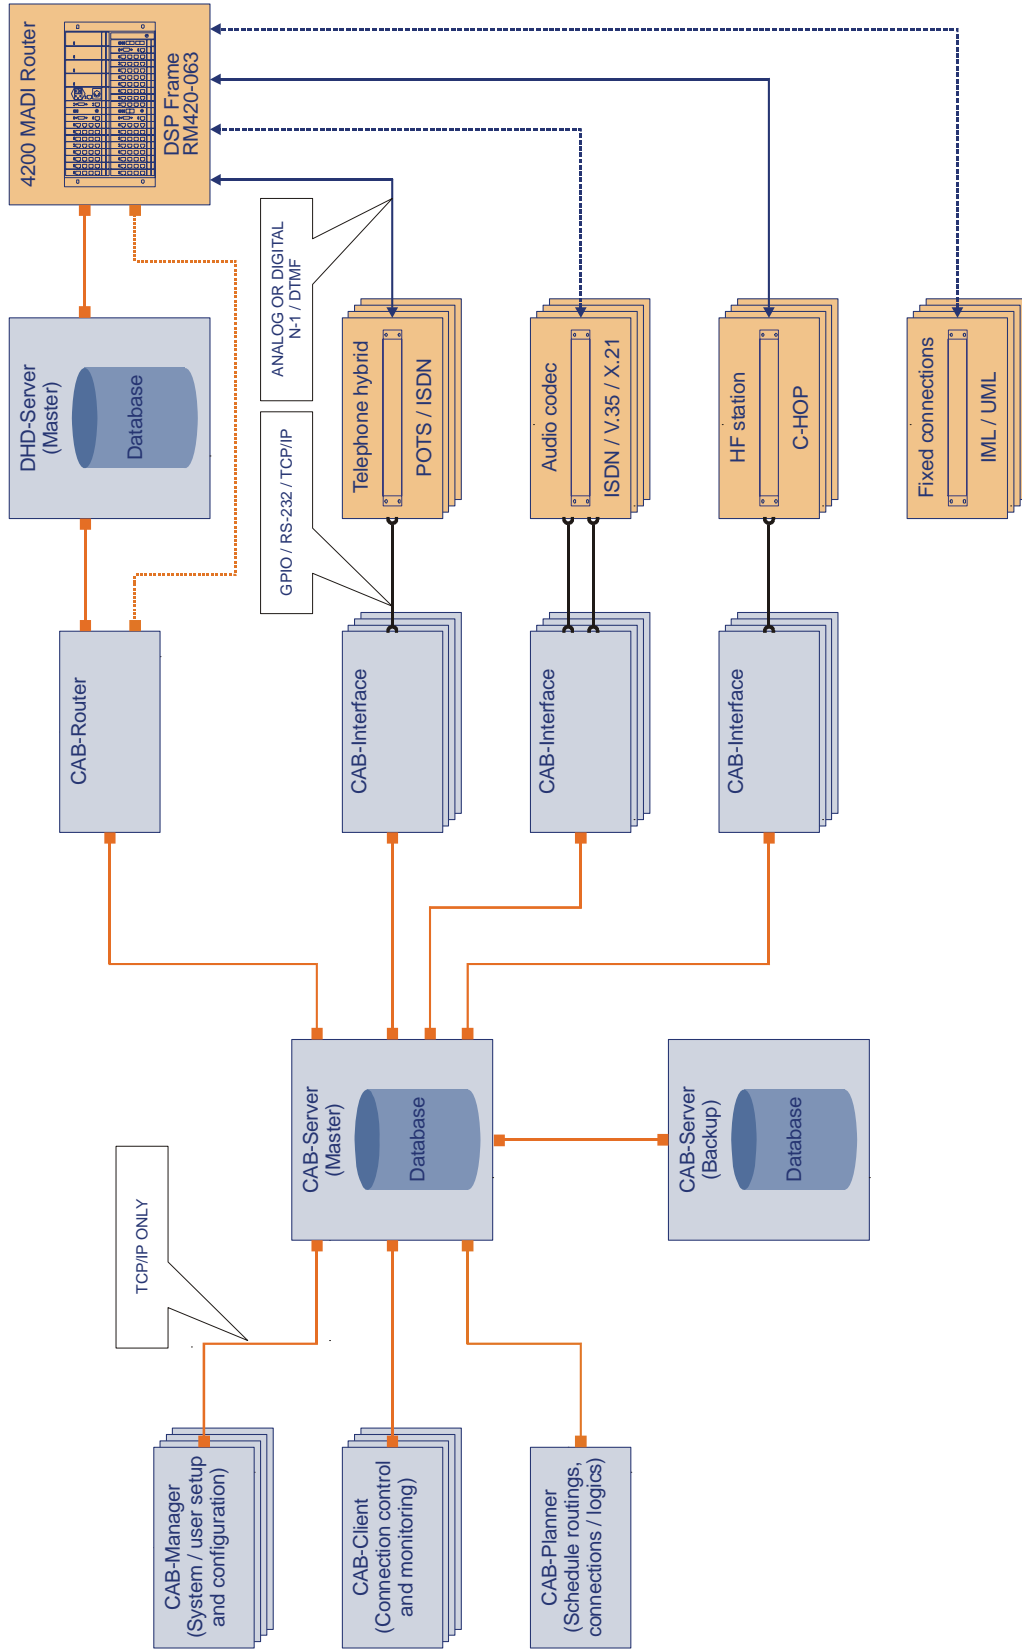 4200 MADI Router
DSP Frame
RM420-063
DHD-Server
(Master)
Database
CAB-Router
ANALOG OR DIGITAL
N-1 / DTMF
GPIO / RS-232 / TCP/IP
Telephone hybrid
POTS / ISDN
CAB-Interface
Audio codec
ISDN / V.35 / X.21
CAB-Interface
HF station
C-HOP
CAB-Interface
Fixed connections
IML / UML
CAB-Server
(Master)
Database
CAB-Server
(Backup)
Database
TCP/IP ONLY
CAB-Manager
(System / user setup
and configuration)
CAB-Client
(Connection control
and monitoring)
CAB-Planner
(Schedule routings,
connections / logics)